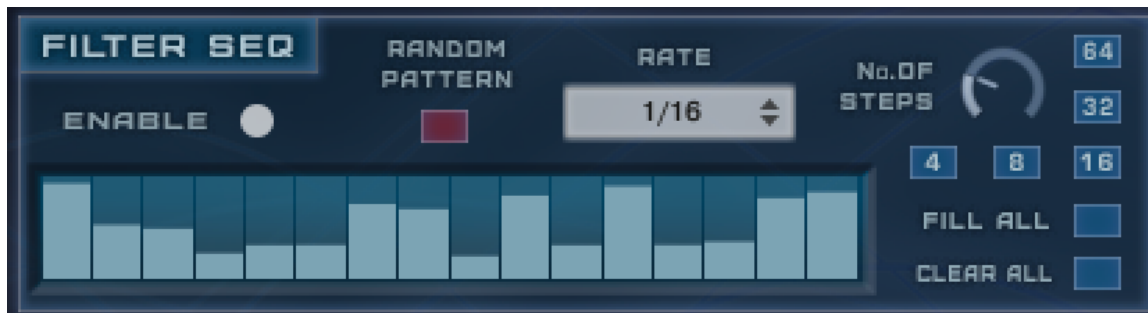 FILTER SEQ
RANDOM
PATTERN
RATE
No.OF
STEPS
64
ENABLE
1/16
32
4
8
16
FILL ALL
CLEAR ALL